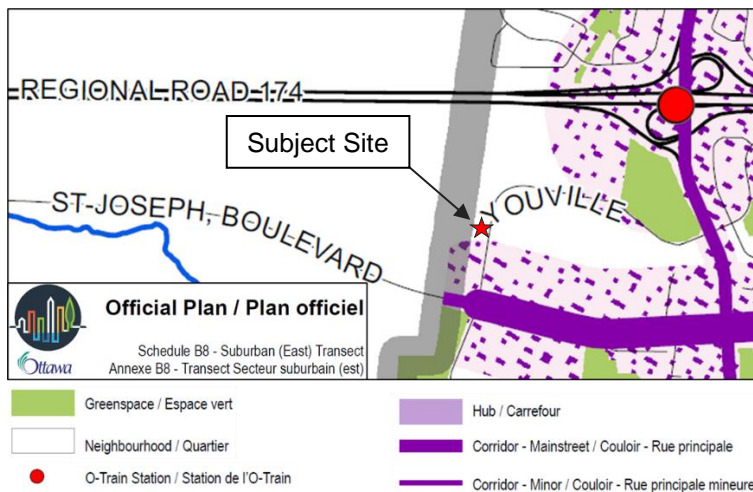 REGIONAL ROAD 174
Subject Site
YOUVILLE
ST-JOSEPH, BOULEVARD
Official Plan / Plan officiel
Schedule B8 - Suburban (East) Transect
Annexe B8 - Transect Secteur suburbain (est)
Ottawa
Greenspace / Espace vert
Hub / Carrefour
Neighbourhood / Quartier
Corridor - Mainstreet / Couloir - Rue principale
O-Train Station / Station de l'O-Train
Corridor - Minor / Couloir - Rue principale mineure